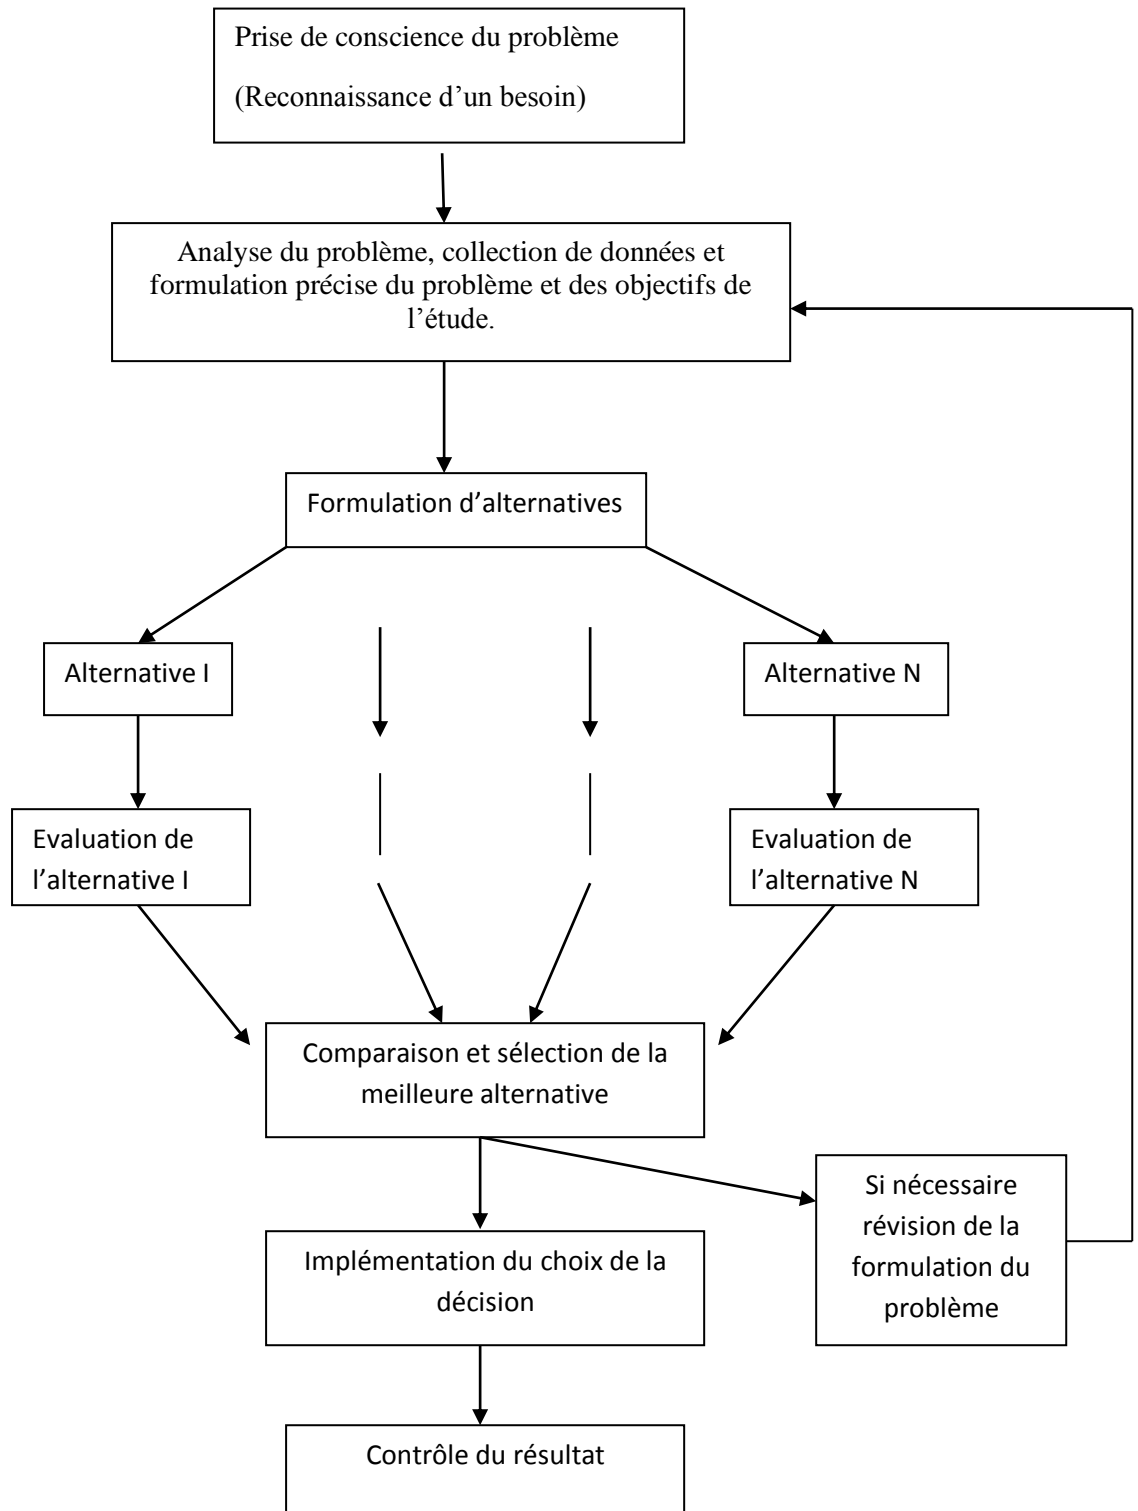 Prise de conscience du problème
(Reconnaissance d’un besoin)
Analyse du problème, collection de données et
formulation précise du problème et des objectifs de
l’étude.
Formulation d’alternatives
Alternative I
Alternative N
Evaluation de
l’alternative I
Evaluation de
l’alternative N
Comparaison et sélection de la
meilleure alternative
Si nécessaire
révision de la
formulation du
problème
Implémentation du choix de la
décision
Contrôle du résultat